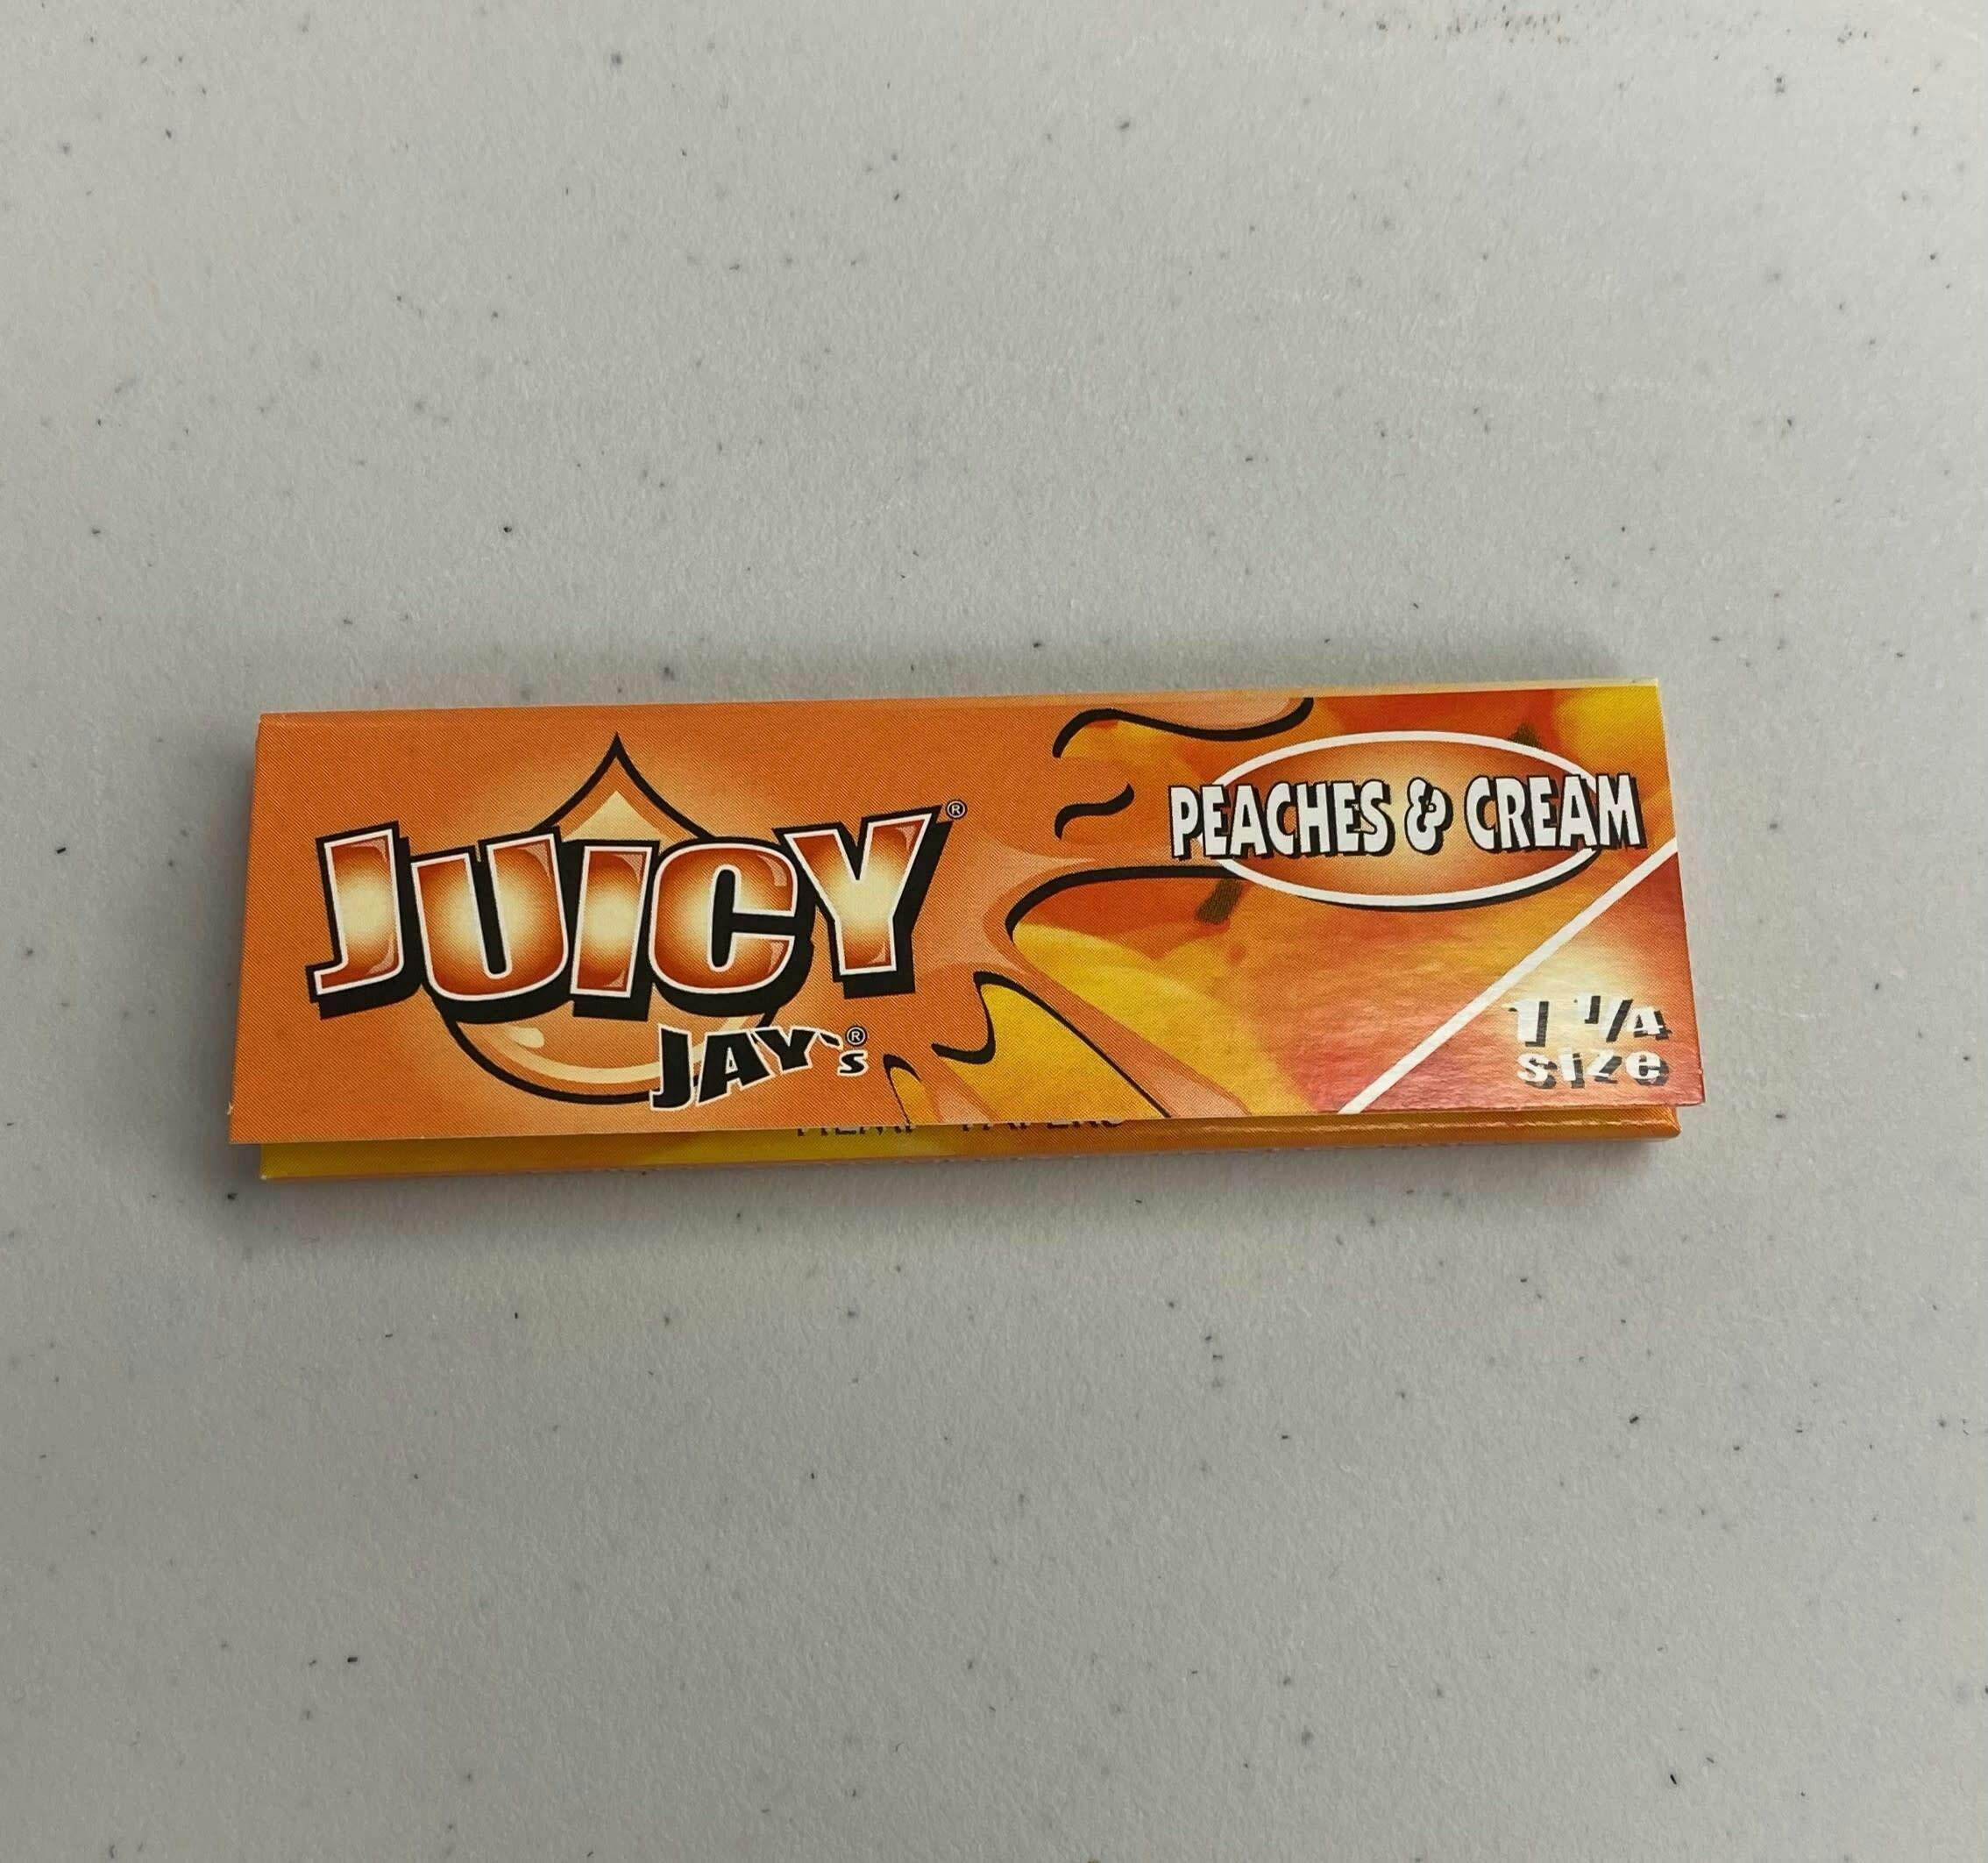 JUICY®
JAY's®
PEACHES & CREAM
1 1/4
size